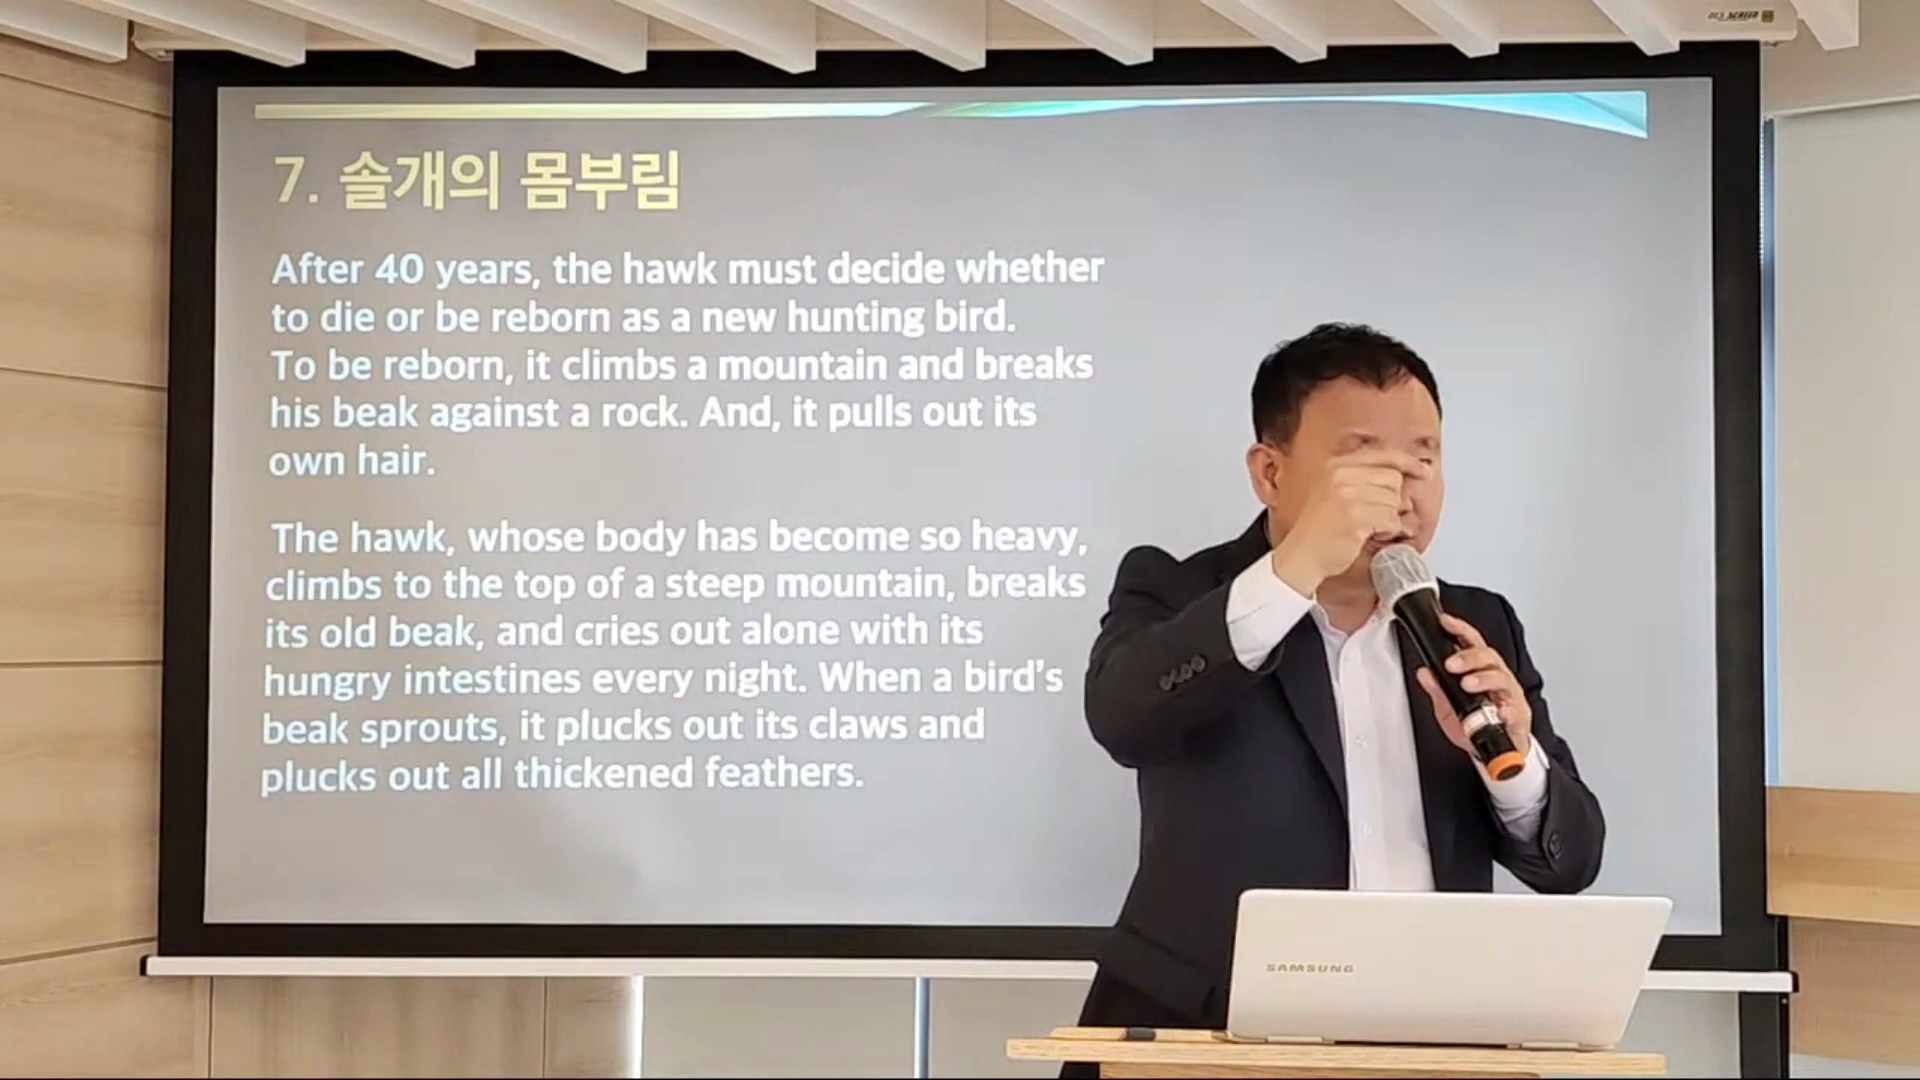 7. 솔개의 몸부림
After 40 years, the hawk must decide whether
to die or be reborn as a new hunting bird.
To be reborn, it climbs a mountain and breaks
his beak against a rock. And, it pulls out its
own hair.
The hawk, whose body has become so heavy,
climbs to the top of a steep mountain, breaks
its old beak, and cries out alone with its
hungry intestines every night. When a bird's
beak sprouts, it plucks out its claws and
plucks out all thickened feathers.
SAMSUNG